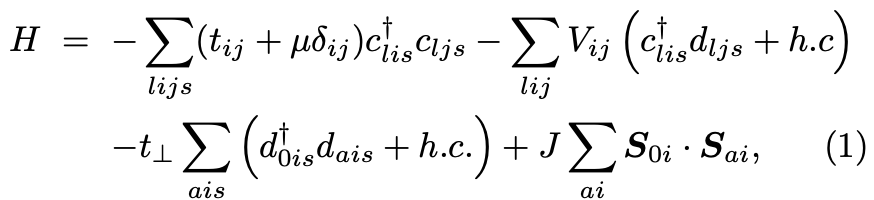 H = −∑_{lijs}(t_{ij} + μδ_{ij})c†_{lis}c_{ljs} − ∑_{lij} V_{ij} (c†_{lis}d_{ljs} + h.c)
−t_⊥ ∑_{ais} (d†_{0is}d_{ais} + h.c.) + J ∑_{ai} S_{0i} · S_{ai}, (1)